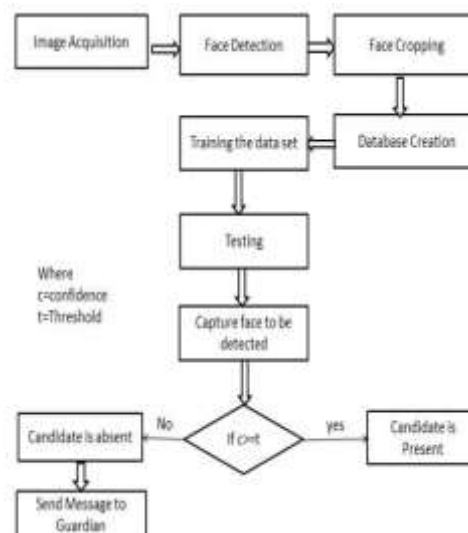 Image Acquisition
Face Detection
Face Cropping
Training the data set
Database Creation
Testing
Where
c=confidence
t=Threshold
Capture face to be
detected
No
yes
Candidate is absent
If c>=t
Candidate is
Present
Send Message to
Guardian